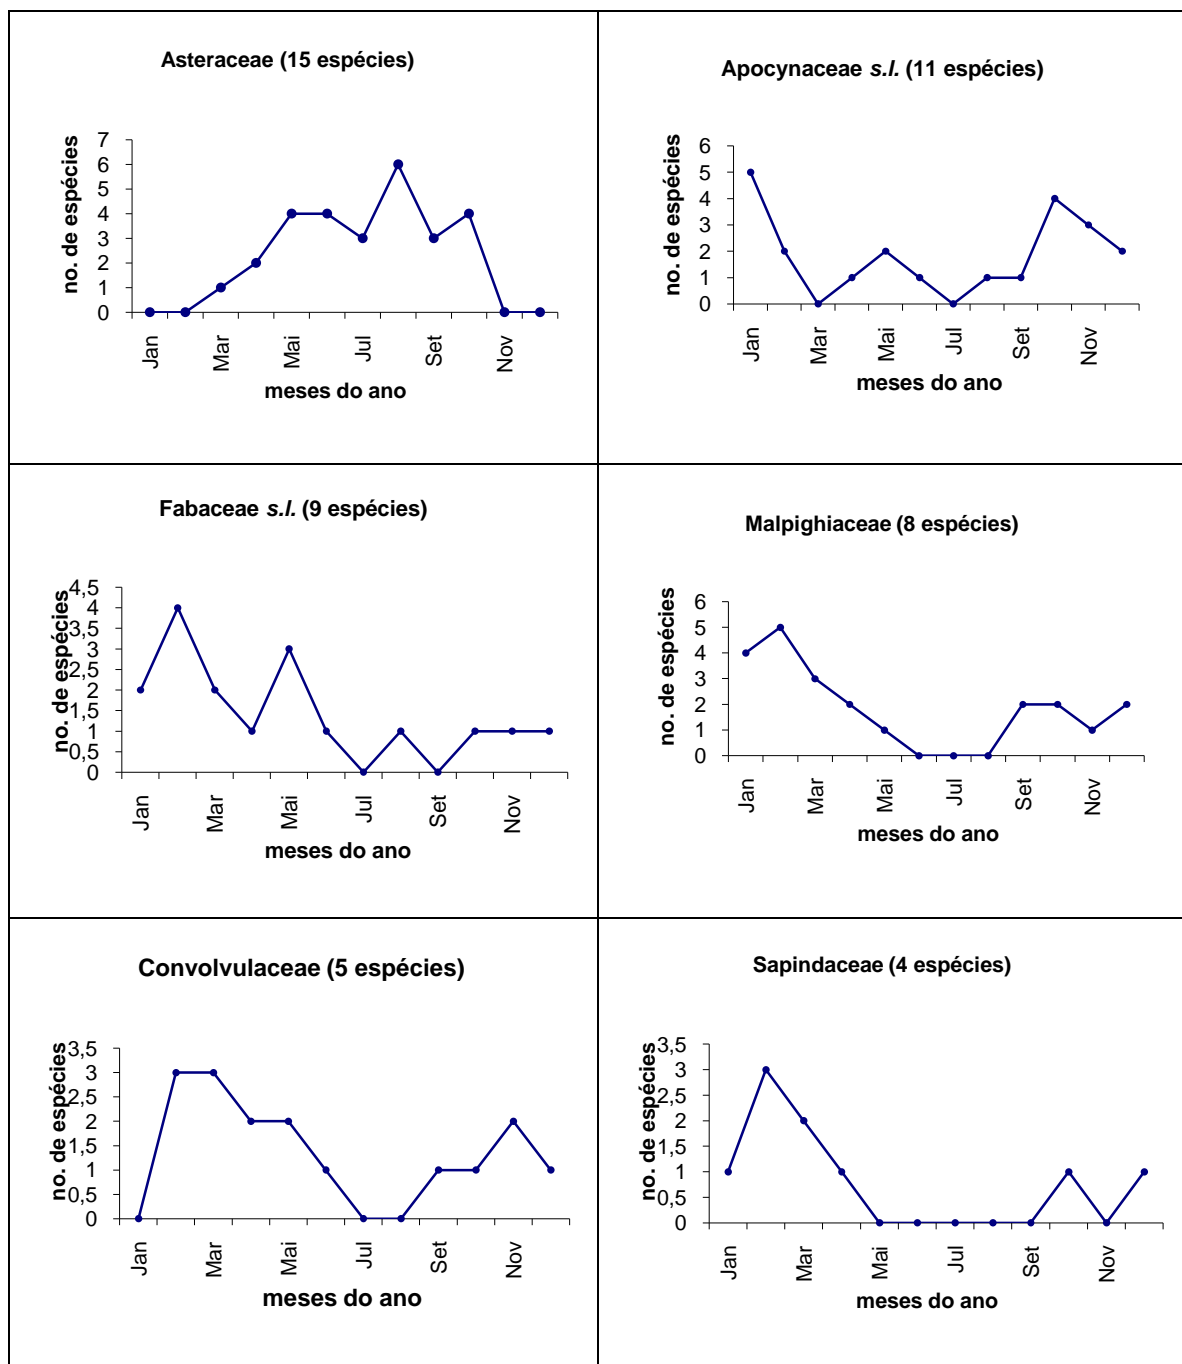 Asteraceae (15 espécies)
no. de espécies
7
6
5
4
3
2
1
0
Jan
Mar
Mai
Jul
Set
Nov
meses do ano
Apocynaceae s.l. (11 espécies)
no. de espécies
6
5
4
3
2
1
0
Jan
Mar
Mai
Jul
Set
Nov
meses do ano
Fabaceae s.l. (9 espécies)
no. de espécies
4,5
4
3,5
3
2,5
2
1,5
1
0,5
0
Jan
Mar
Mai
Jul
Set
Nov
meses do ano
Malpighiaceae (8 espécies)
no. de espécies
6
5
4
3
2
1
0
Jan
Mar
Mai
Jul
Set
Nov
meses do ano
Convolvulaceae (5 espécies)
no. de espécies
3,5
3
2,5
2
1,5
1
0,5
0
Jan
Mar
Mai
Jul
Set
Nov
meses do ano
Sapindaceae (4 espécies)
no. de espécies
3,5
3
2,5
2
1,5
1
0,5
0
Jan
Mar
Mai
Jul
Set
Nov
meses do ano